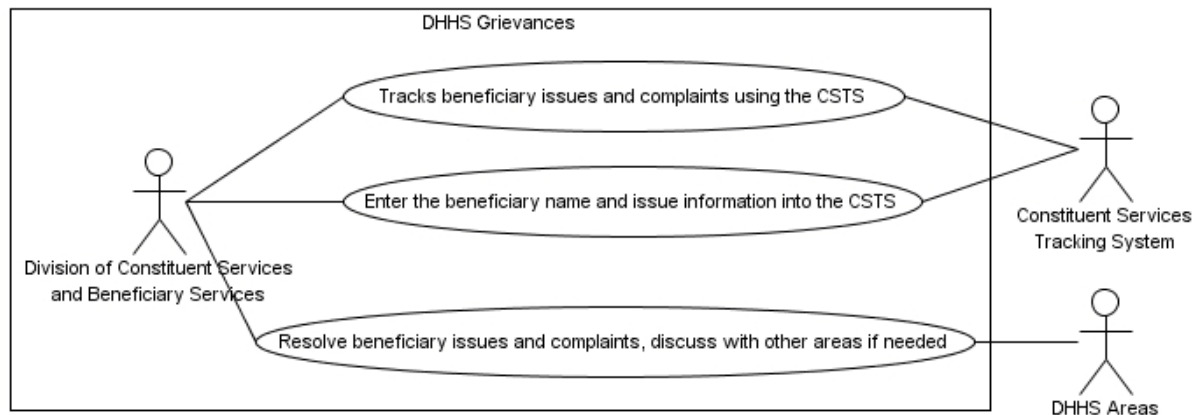 DHHS Grievances
Tracks beneficiary issues and complaints using the CSTS
Enter the beneficiary name and issue information into the CSTS
Constituent Services
Tracking System
Division of Constituent Services
and Beneficiary Services
Resolve beneficiary issues and complaints, discuss with other areas if needed
DHHS Areas